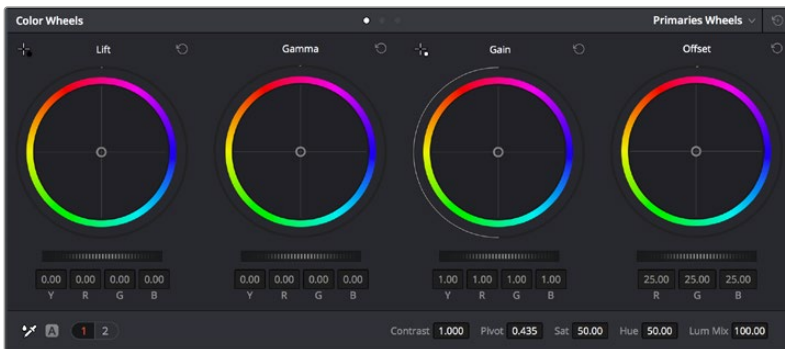 Color Wheels Primaries Wheels
Lift Gamma Gain Offset
0.00 0.00 0.00 0.00 0.00 0.00 0.00 0.00 1.00 1.00 1.00 1.00 25.00 25.00 25.00
Y R G B Y R G B Y R G B R G B
A 1 2 Contrast 1.000 Pivot 0.435 Sat 50.00 Hue 50.00 Lum Mix 100.00